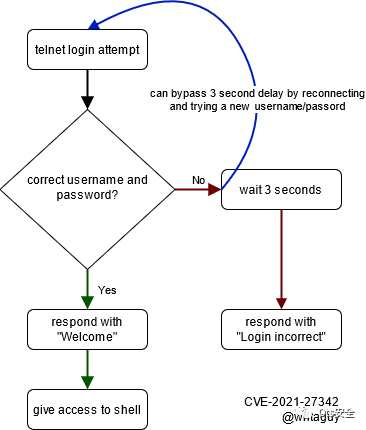 telnet login attempt
can bypass 3 second delay by reconnecting
and trying a new username/passord
correct username and
password?
No
wait 3 seconds
Yes
respond with
"Welcome"
respond with
"Login incorrect"
give access to shell
CVE-2021-27342